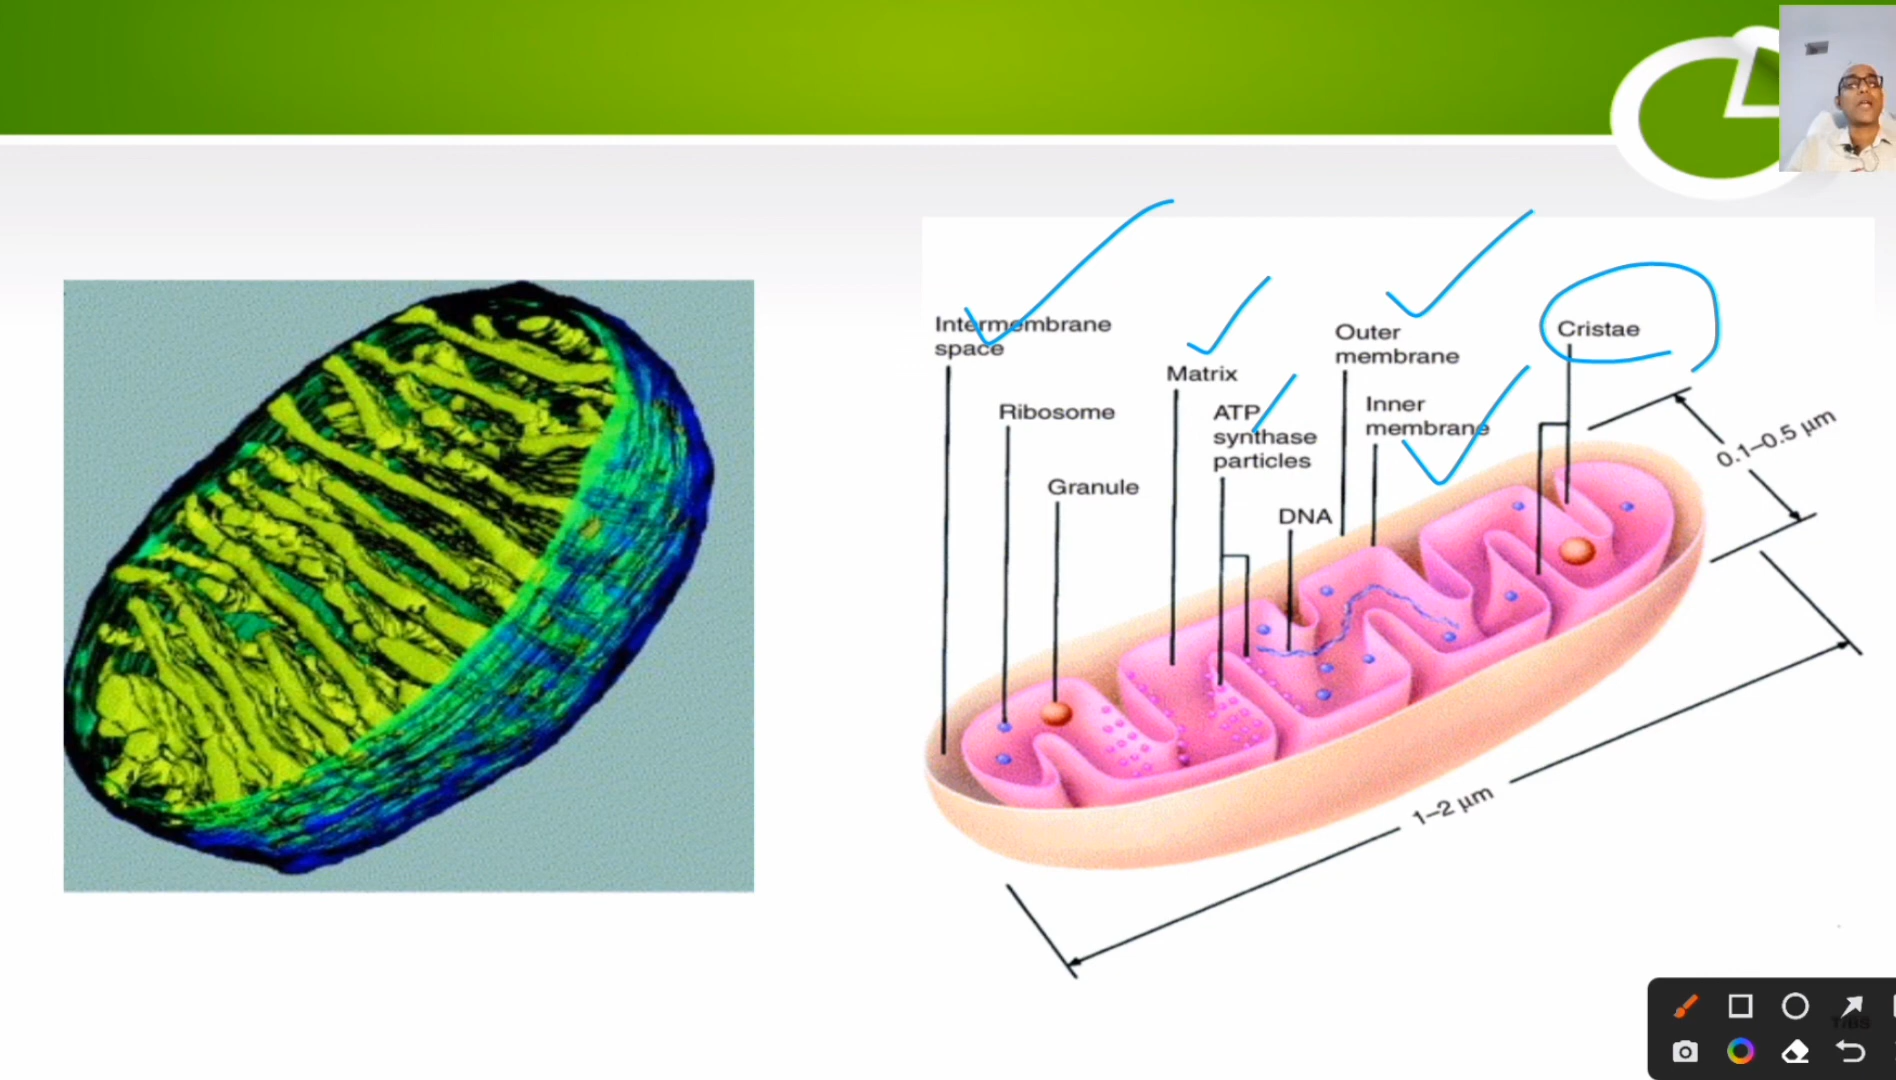 Intermembrane
space
Ribosome
Granule
Matrix
ATP
synthase
particles
DNA
Outer
membrane
Inner
membrane
Cristae
0.1–0.5 μm
1–2 μm